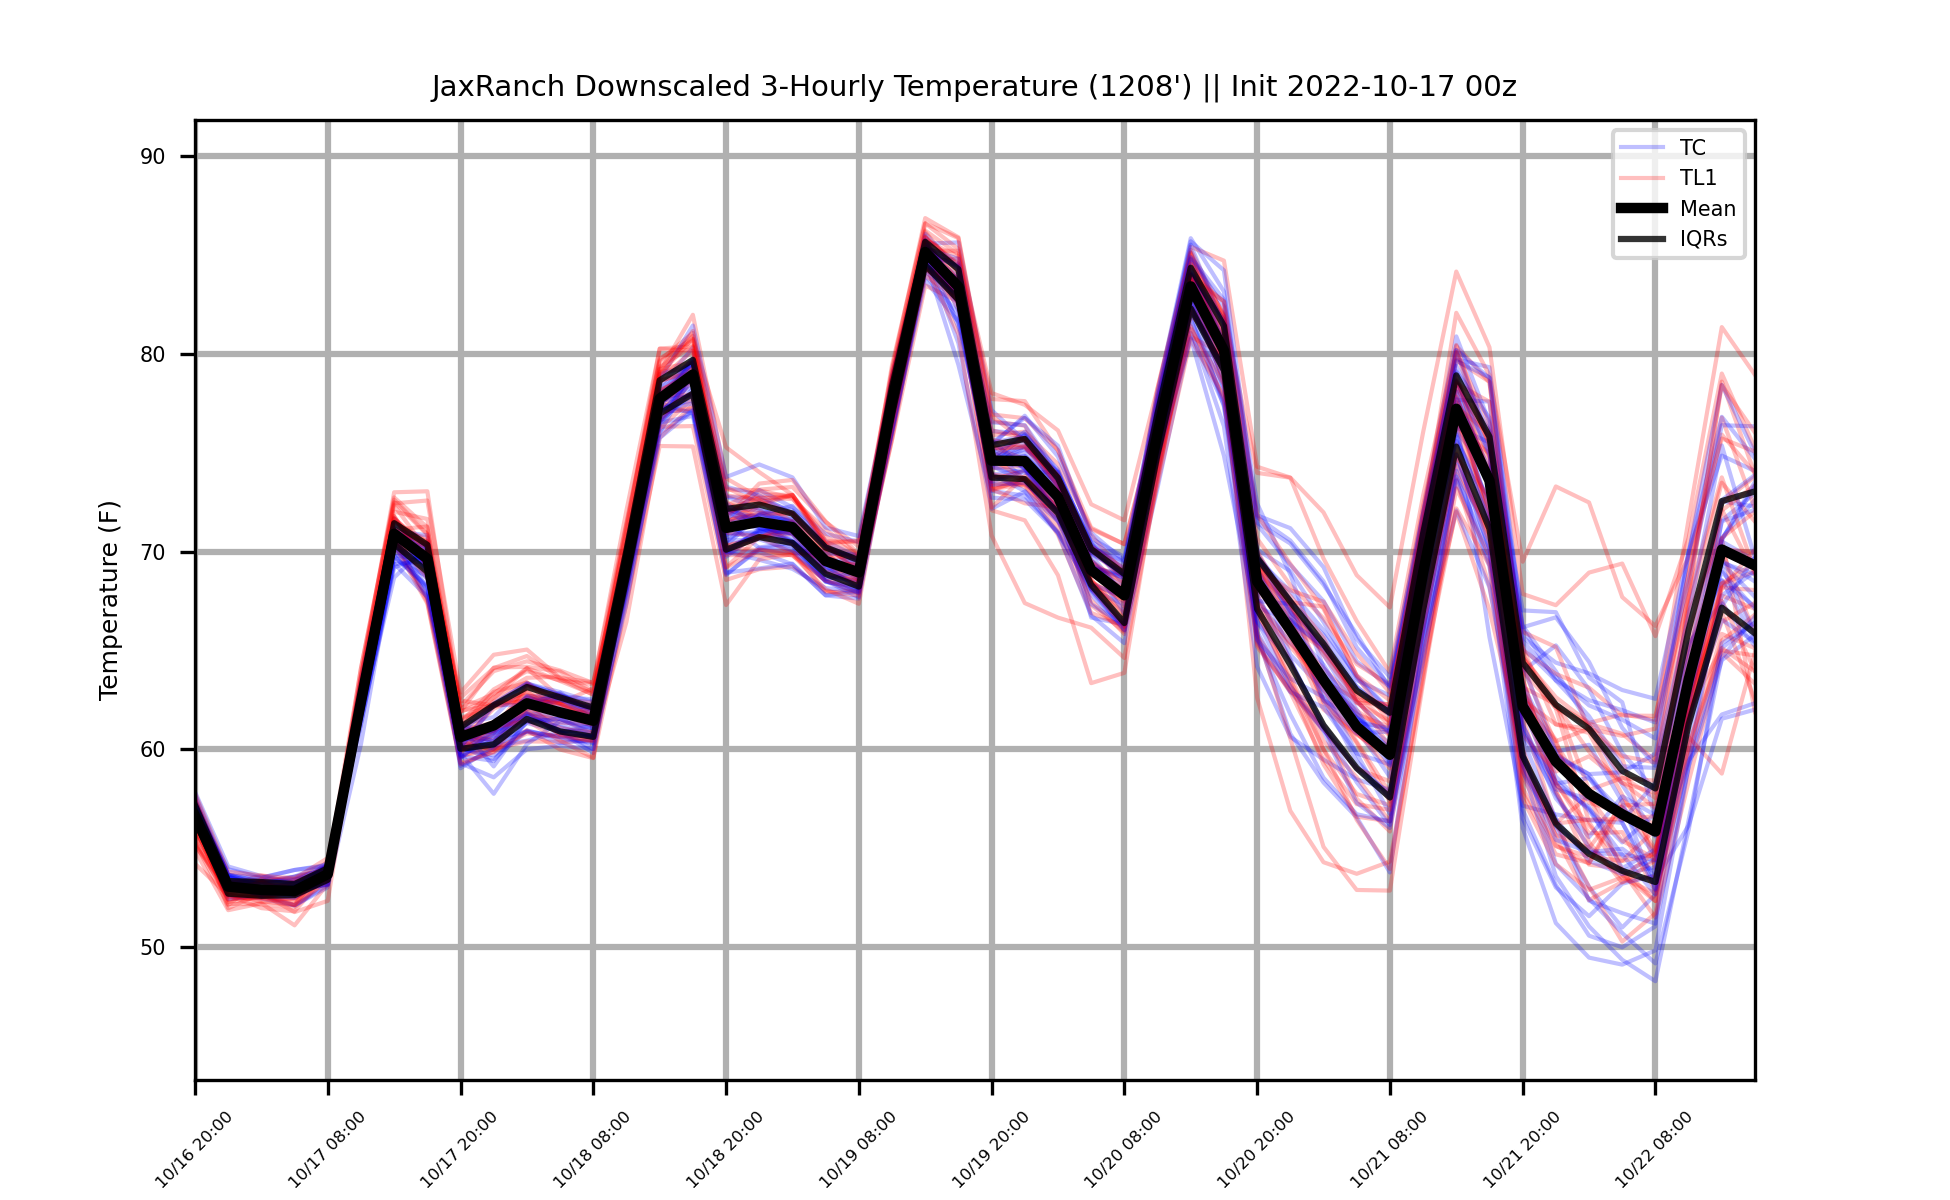 JaxRanch Downscaled 3-Hourly Temperature (1208') || Init 2022-10-17 00z
TC
TL1
Mean
IQRs
Temperature (F)
90
80
70
60
50
10/16 20:00
10/17 08:00
10/17 20:00
10/18 08:00
10/18 20:00
10/19 08:00
10/19 20:00
10/20 08:00
10/20 20:00
10/21 08:00
10/21 20:00
10/22 08:00